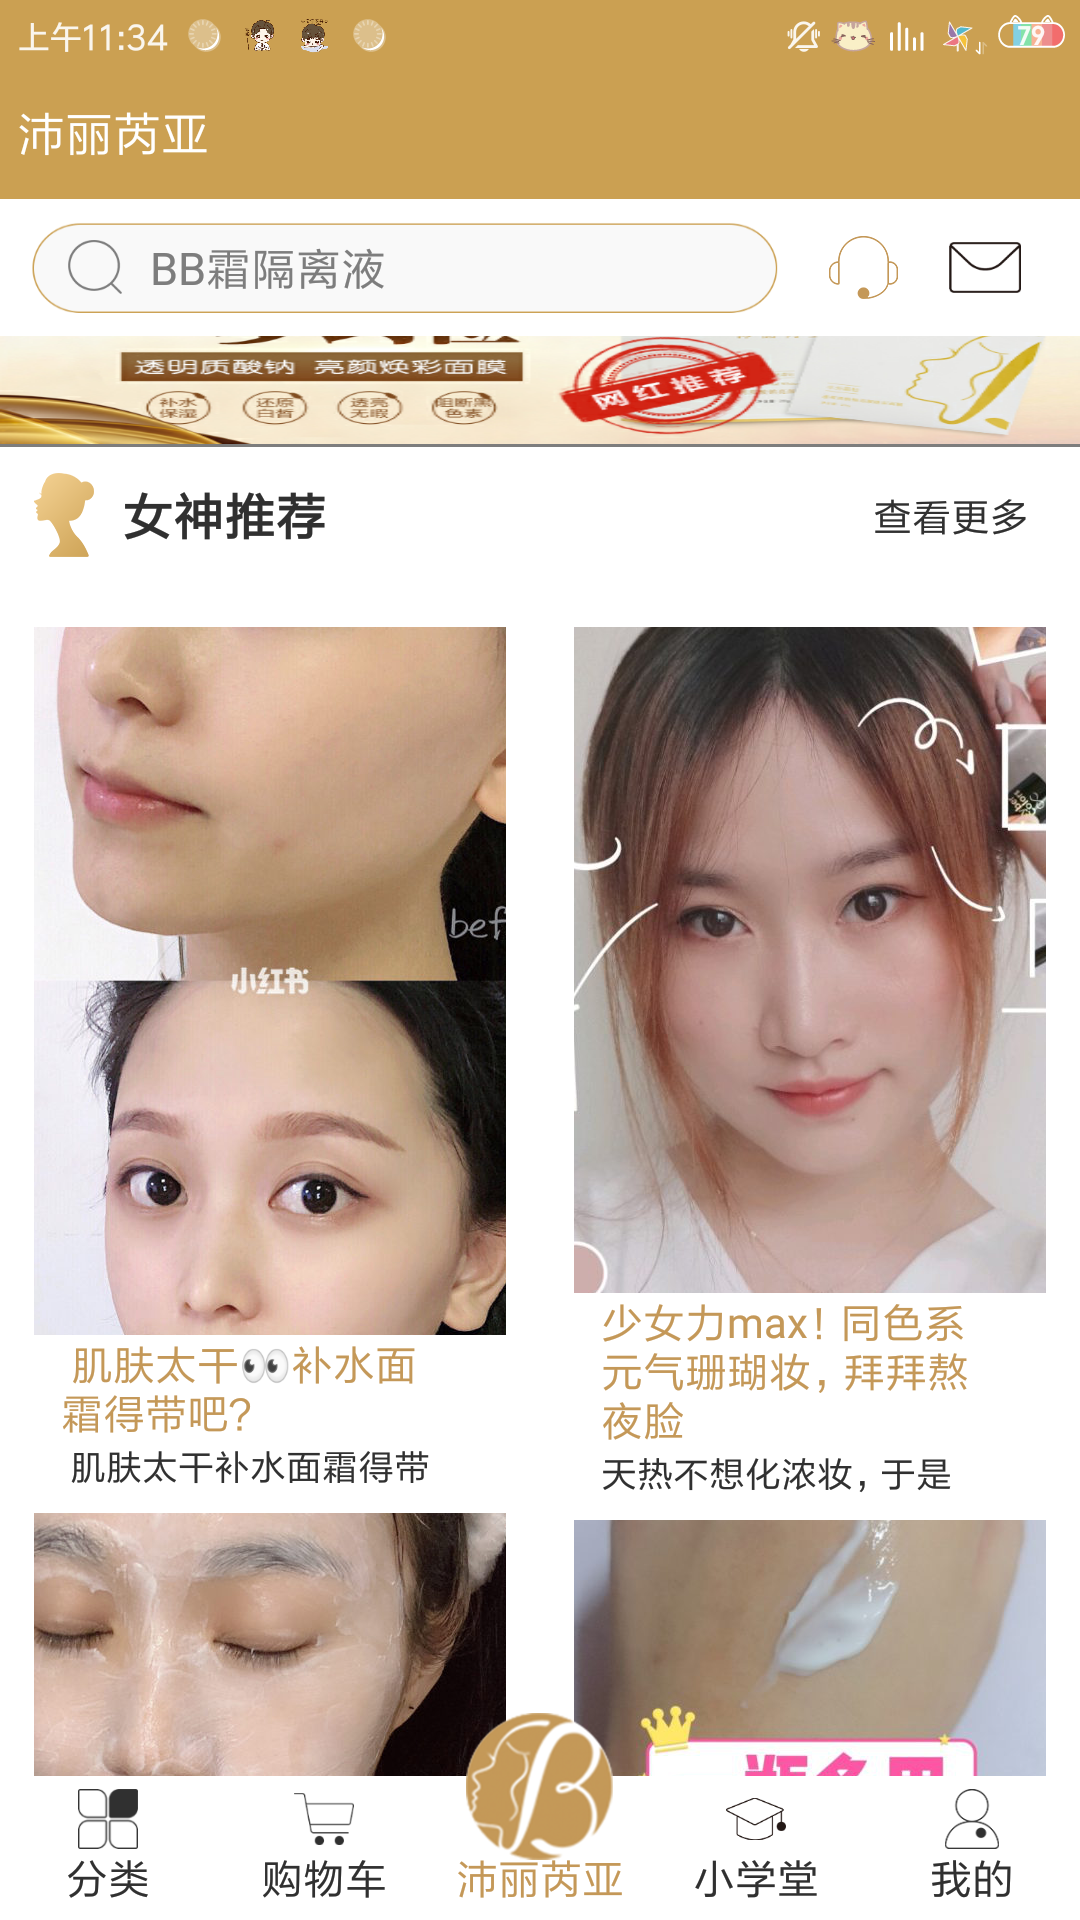 上午11:34
79
沛丽芮亚
BB霜隔离液
透明质酸钠 亮颜焕彩面膜
补水
保湿
还原
白皙
透亮
无暇
阻断黑
色素
网红推荐
女神推荐
查看更多
bef
小红书
肌肤太干👀补水面
霜得带吧?
肌肤太干补水面霜得带
少女力max！同色系
元气珊瑚妆，拜拜熬
夜脸
天热不想化浓妆，于是
分类
购物车
沛丽芮亚
小学堂
我的